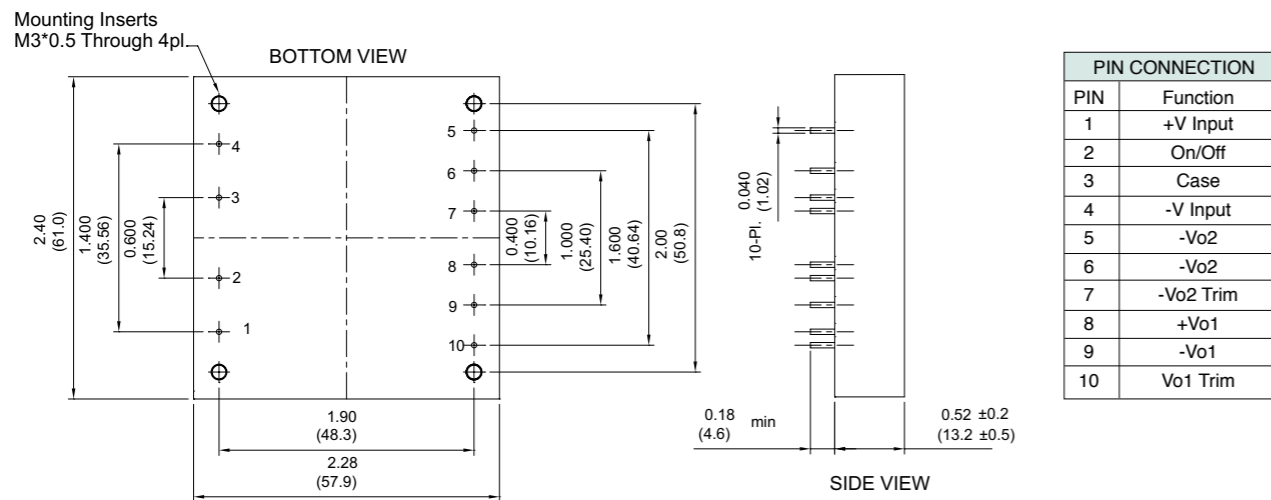 Mounting Inserts
M3*0.5 Through 4pl.
BOTTOM VIEW
2.40
(61.0)
1.400
(35.56)
0.600
(15.24)
4
3
2
1
5
6
7
8
9
10
0.400
(10.16)
1.000
(25.40)
1.600
(40.64)
2.00
(50.8)
1.90
(48.3)
2.28
(57.9)
10-Pl.
0.040
(1.02)
0.18 min
(4.6)
0.52 ±0.2
(13.2 ±0.5)
SIDE VIEW
PIN CONNECTION
PIN Function
1 +V Input
2 On/Off
3 Case
4 -V Input
5 -Vo2
6 -Vo2
7 -Vo2 Trim
8 +Vo1
9 -Vo1
10 Vo1 Trim